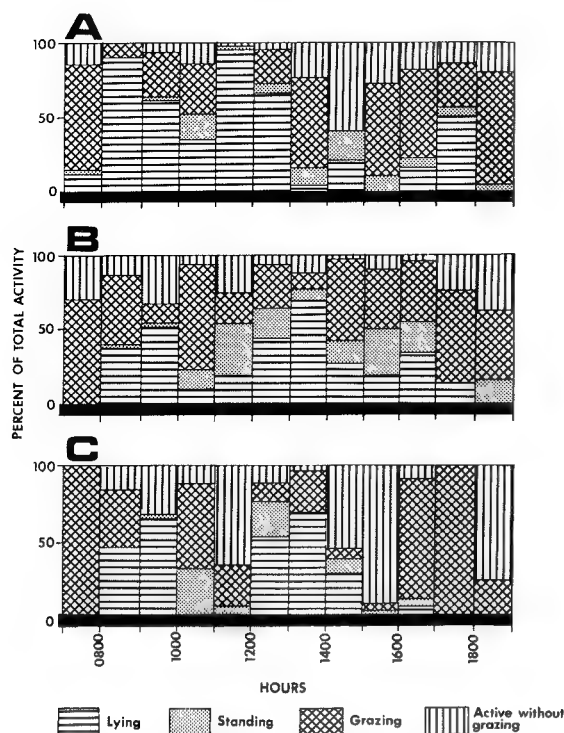 A
100
50
0
B
100
50
0
PERCENT OF TOTAL ACTIVITY
C
100
50
0
0800 1000 1200 1400 1600 1800
HOURS
Lying Standing Grazing Active without grazing